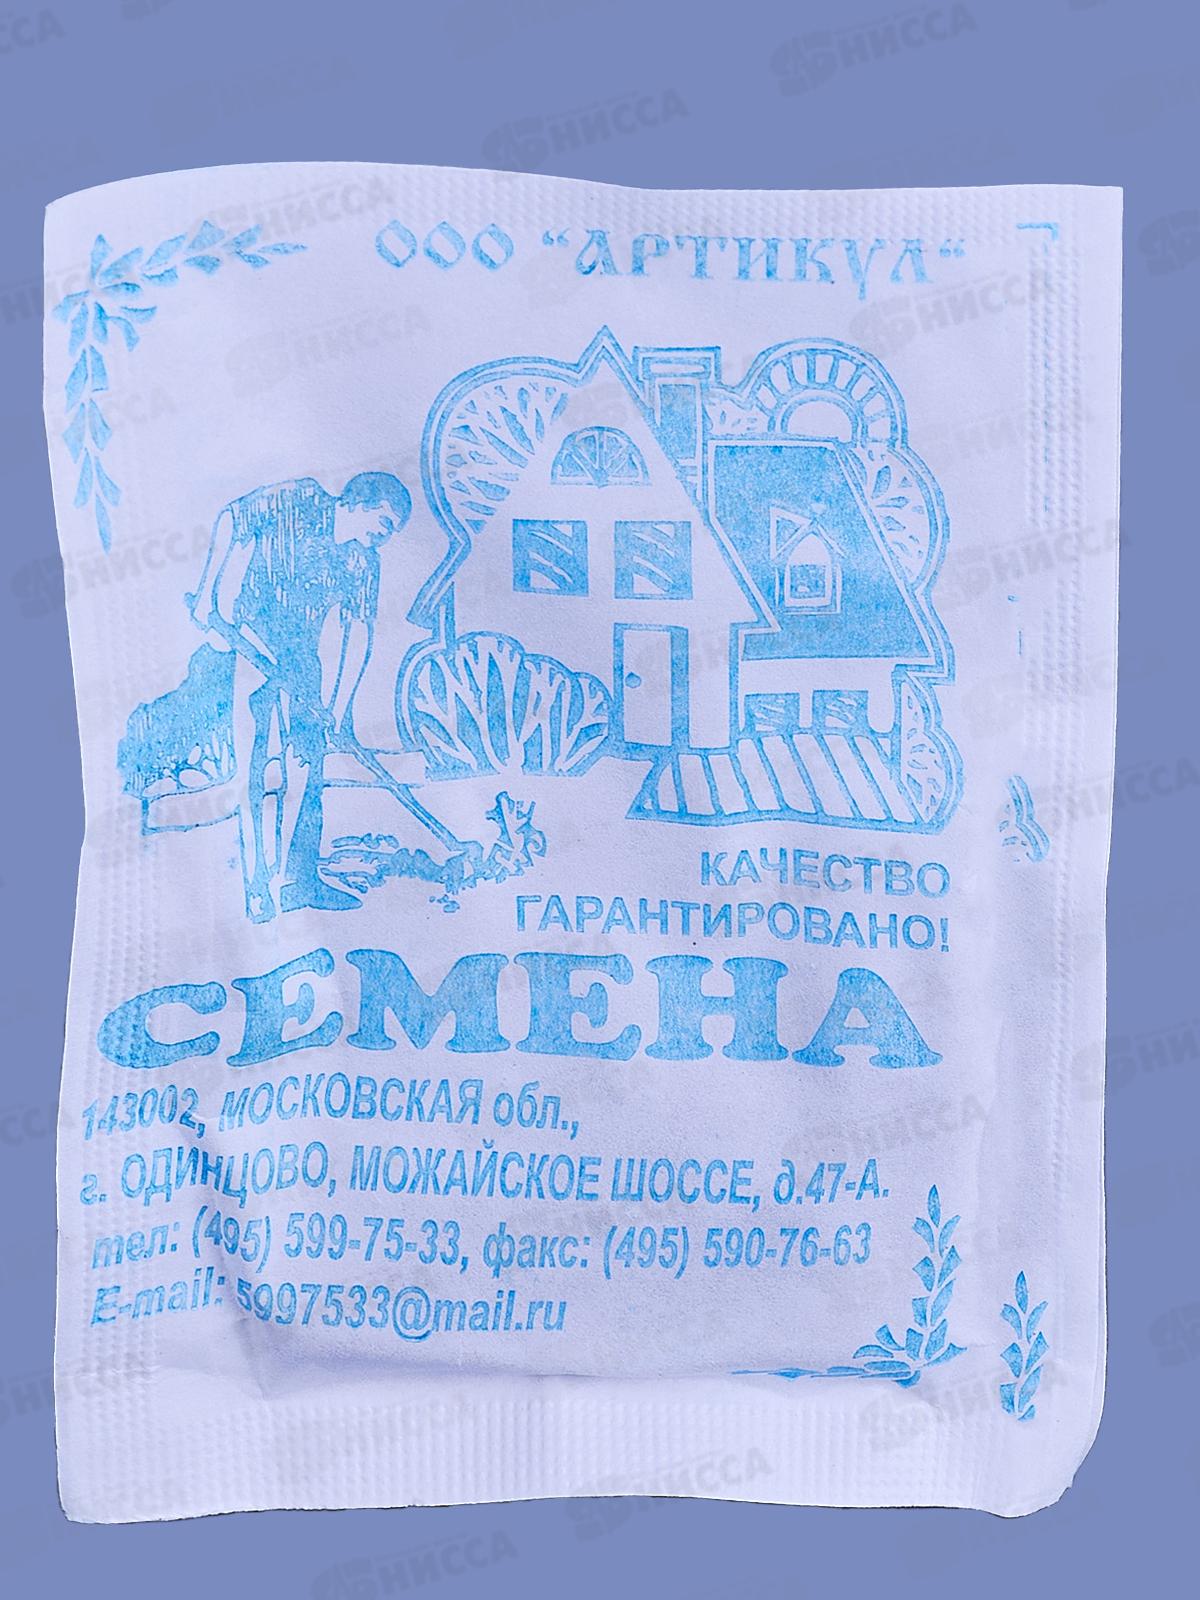 ООО “АРТИКУЛ“
КАЧЕСТВО
ГАРАНТИРОВАНО!
СЕМЕНА
143002, МОСКОВСКАЯ обл.,
г. ОДИНЦОВО, МОЖАЙСКОЕ ШОССЕ, д.47-А.
тел: (495) 599-75-33, факс: (495) 590-76-63
E-mail: 5997533@mail.ru